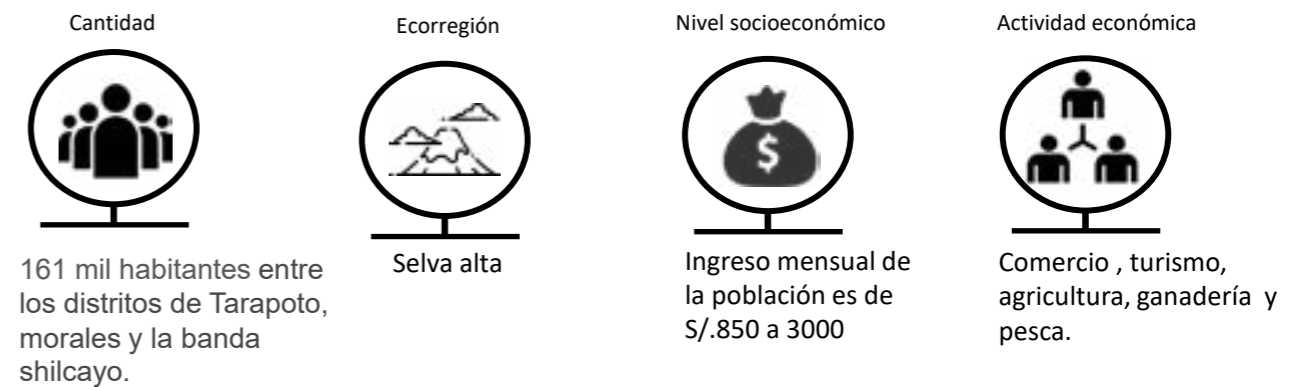 Cantidad
Ecorregión
Nivel socioeconómico
Actividad económica
$
161 mil habitantes entre
los distritos de Tarapoto,
morales y la banda
shilcayo.
Selva alta
Ingreso mensual de
la población es de
S/.850 a 3000
Comercio , turismo,
agricultura, ganadería y
pesca.